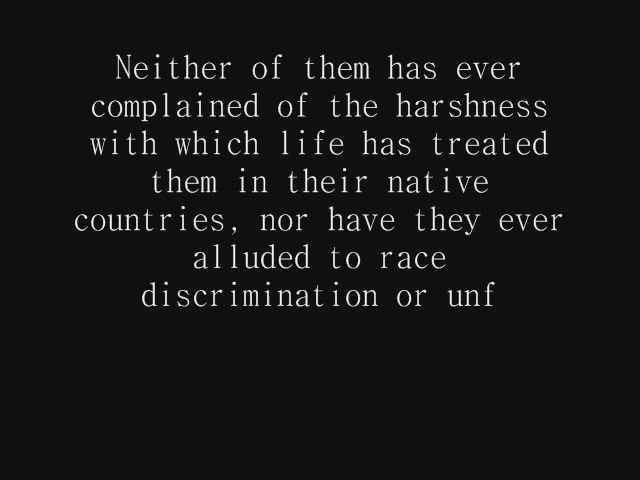 Neither of them has ever
complained of the harshness
with which life has treated
them in their native
countries, nor have they ever
alluded to race
discrimination or unf